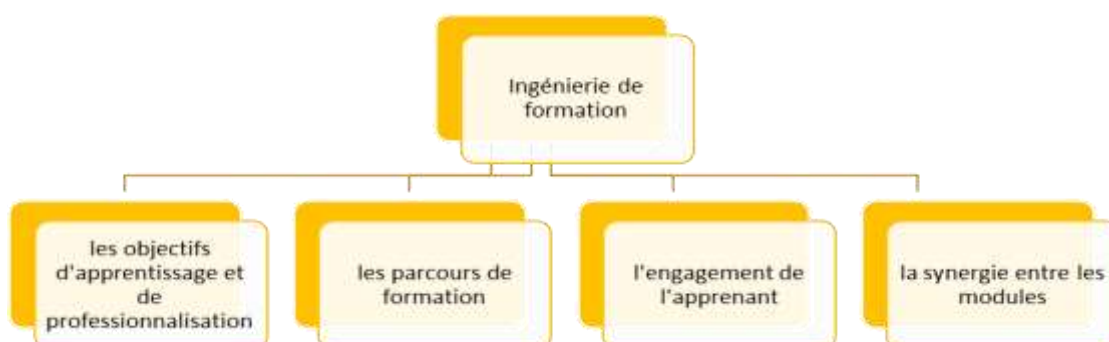 Ingénierie de
formation
les objectifs
d'apprentissage et
de
professionnalisation
les parcours de
formation
l'engagement de
l'apprenant
la synergie entre les
modules